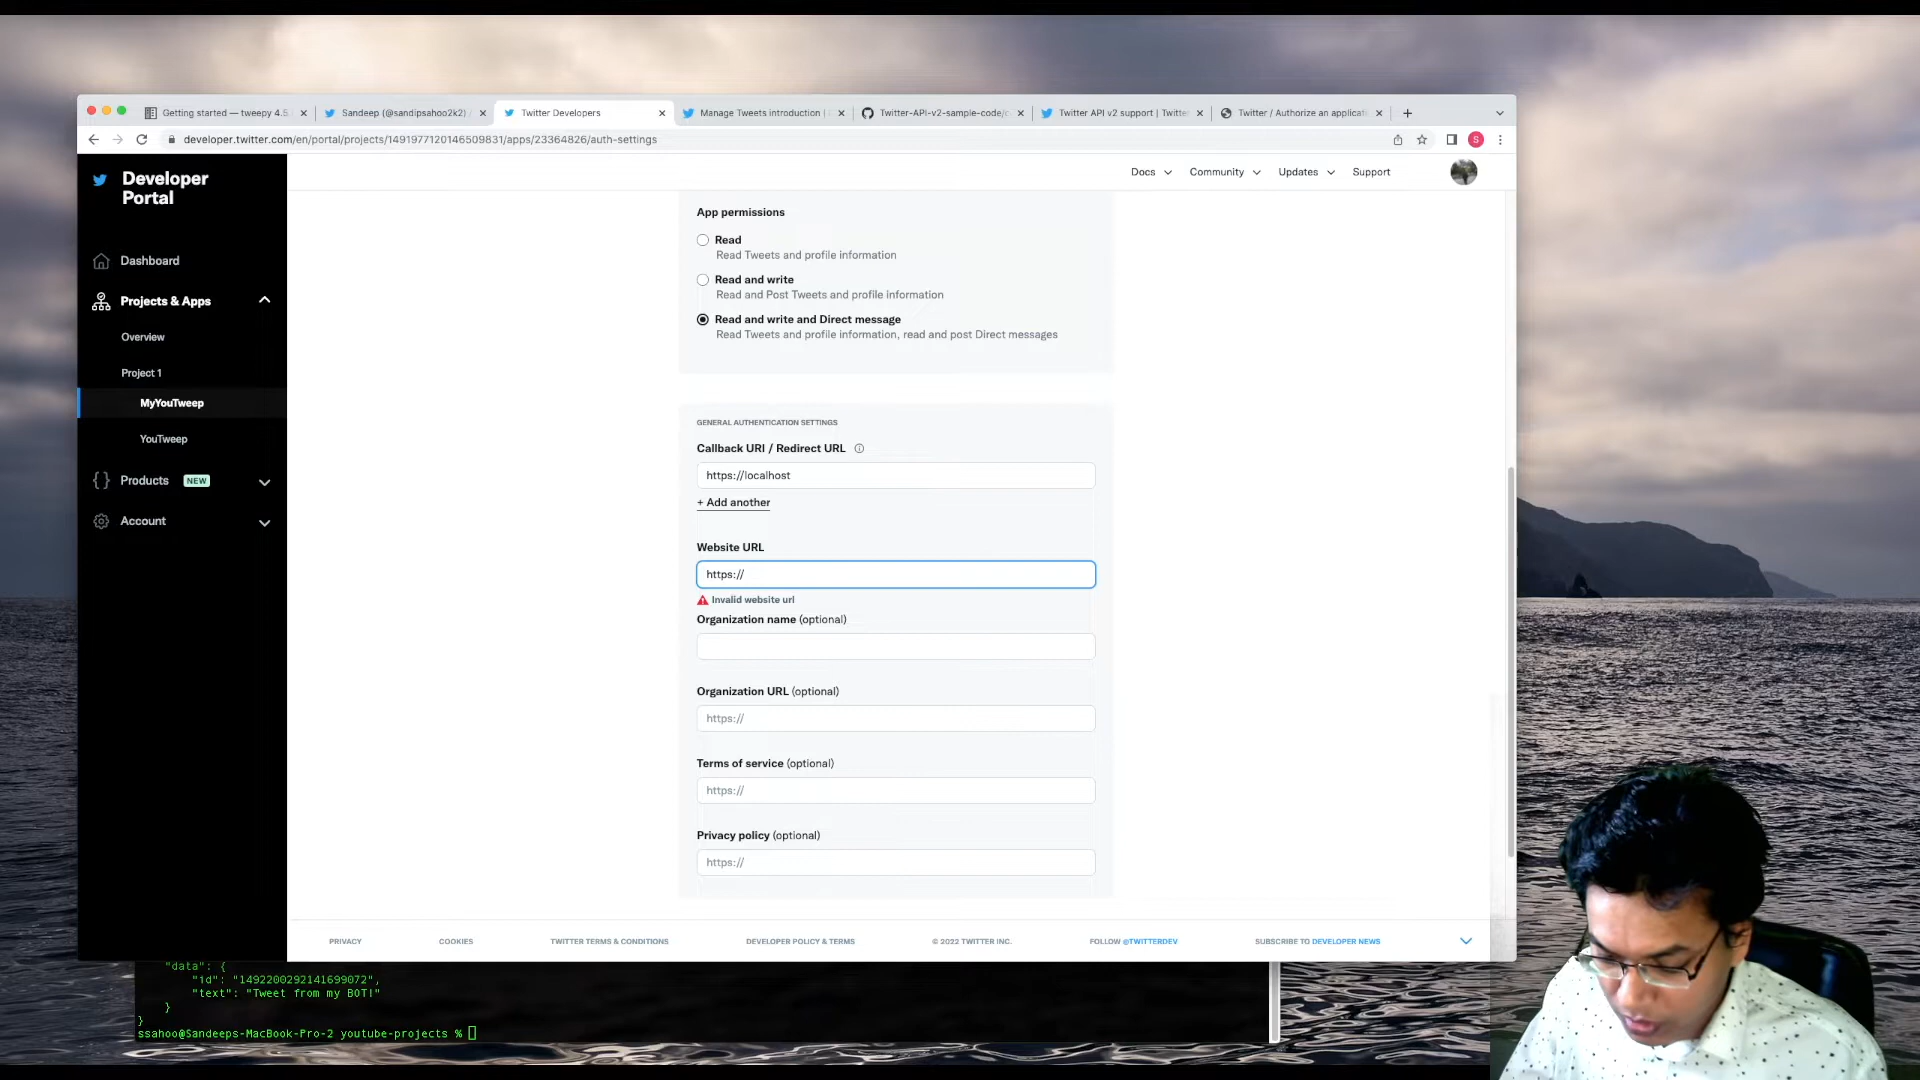 Getting started — tweepy 4.5.
Sandeep (@sandipsahoo2k2) /
Twitter Developers
Manage Tweets introduction |
Twitter-API-v2-sample-code/c
Twitter API v2 support | Twitter
Twitter / Authorize an applicati
developer.twitter.com/en/portal/projects/1491977120146509831/apps/23364826/auth-settings
S
Developer
Portal
Docs
Community
Updates
Support
Dashboard
Projects & Apps
Overview
Project 1
MyYouTweep
YouTweep
Products NEW
Account
App permissions
Read
Read Tweets and profile information
Read and write
Read and Post Tweets and profile information
Read and write and Direct message
Read Tweets and profile information, read and post Direct messages
GENERAL AUTHENTICATION SETTINGS
Callback URI / Redirect URL
https://localhost
+ Add another
Website URL
https://
Invalid website url
Organization name (optional)
Organization URL (optional)
https://
Terms of service (optional)
https://
Privacy policy (optional)
https://
PRIVACY
COOKIES
TWITTER TERMS & CONDITIONS
DEVELOPER POLICY & TERMS
© 2022 TWITTER INC.
FOLLOW @TWITTERDEV
SUBSCRIBE TO DEVELOPER NEWS
"data": {
"id": "1492200292141699072",
"text": "Tweet from my BOT!"
}
}
ssahoo@Sandeeps-MacBook-Pro-2 youtube-projects %